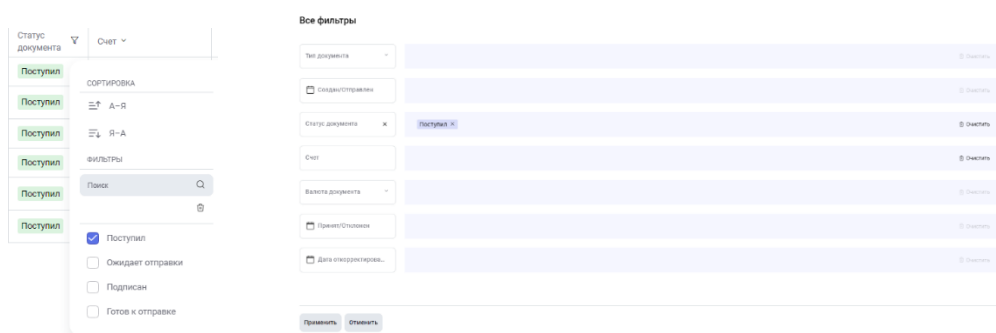 Статус
документа
Счет
Поступил
Поступил
Поступил
Поступил
Поступил
Поступил
СОРТИРОВКА
А-Я
Я-А
ФИЛЬТРЫ
Поиск
Поступил
Ожидает отправки
Подписан
Готов к отправке
Все фильтры
Тип документа
Очистить
Создан/Отправлен
Очистить
Статус документа × Поступил ×
Очистить
Счет
Очистить
Валюта документа
Очистить
Принят/Отклонен
Очистить
Дата откорректирова...
Очистить
Применить Отменить